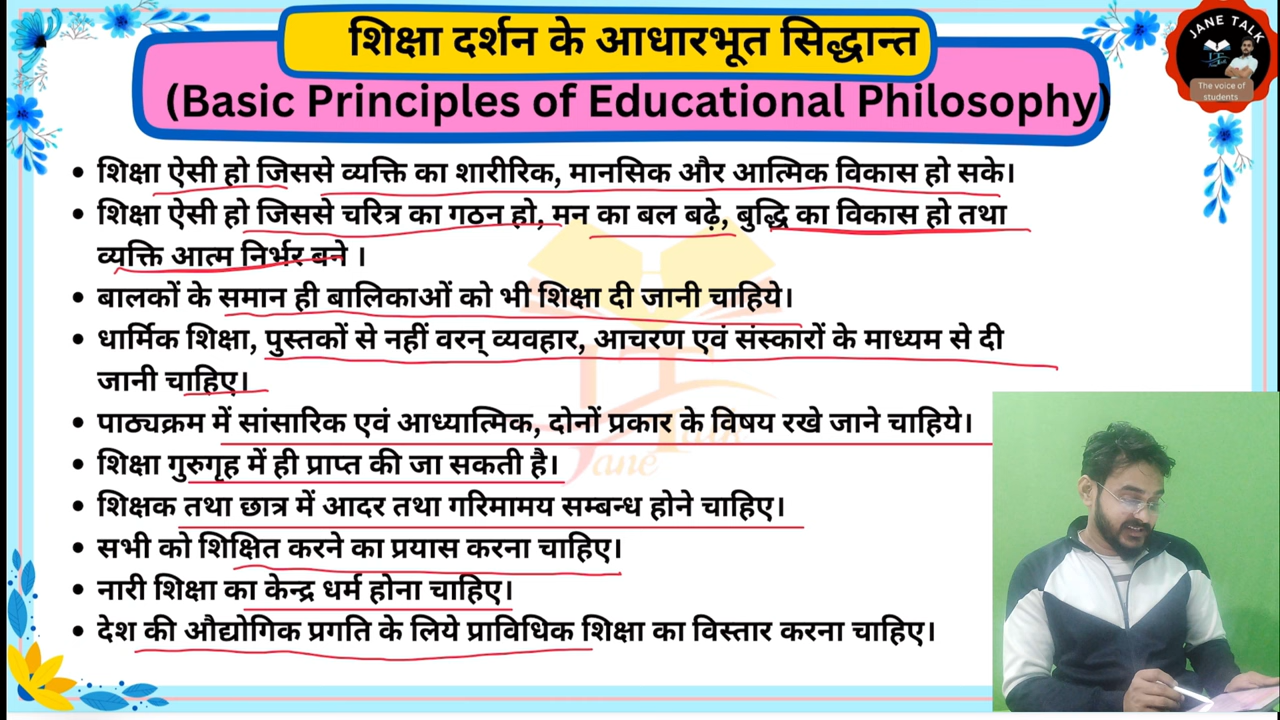 शिक्षा दर्शन के आधारभूत सिद्धान्त
(Basic Principles of Educational Philosophy)
JANE TALK
The voice of
students
• शिक्षा ऐसी हो जिससे व्यक्ति का शारीरिक, मानसिक और आत्मिक विकास हो सके।
• शिक्षा ऐसी हो जिससे चरित्र का गठन हो, मन का बल बढ़े, बुद्धि का विकास हो तथा
व्यक्ति आत्म निर्भर बने ।
• बालकों के समान ही बालिकाओं को भी शिक्षा दी जानी चाहिये।
• धार्मिक शिक्षा, पुस्तकों से नहीं वरन् व्यवहार, आचरण एवं संस्कारों के माध्यम से दी
जानी चाहिए।
• पाठ्यक्रम में सांसारिक एवं आध्यात्मिक, दोनों प्रकार के विषय रखे जाने चाहिये।
• शिक्षा गुरुगृह में ही प्राप्त की जा सकती है।
• शिक्षक तथा छात्र में आदर तथा गरिमामय सम्बन्ध होने चाहिए।
• सभी को शिक्षित करने का प्रयास करना चाहिए।
• नारी शिक्षा का केन्द्र धर्म होना चाहिए।
• देश की औद्योगिक प्रगति के लिये प्राविधिक शिक्षा का विस्तार करना चाहिए।
JT
Jane Talk